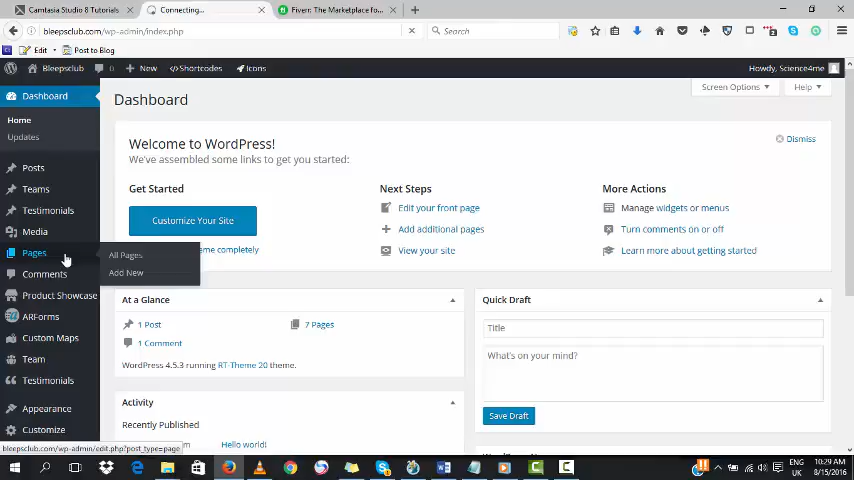 Camtasia Studio 8 Tutorials
Connecting...
Fiverr: The Marketplace fo...
bleepsclub.com/wp-admin/index.php
Search
Edit
Post to Blog
Bleepsclub
0
New
</>Shortcodes
Icons
Howdy, Science4me
Dashboard
Home
Updates
Posts
Teams
Testimonials
Media
Pages
All Pages
Add New
Comments
Product Showcase
ARForms
Custom Maps
Team
Testimonials
Appearance
Customize
bleepsclub.com/wp-admin/edit.php?post_type=page
Dashboard
Screen Options
Help
Welcome to WordPress!
We've assembled some links to get you started:
Dismiss
Get Started
Customize Your Site
me completely
Next Steps
Edit your front page
Add additional pages
View your site
More Actions
Manage widgets or menus
Turn comments on or off
Learn more about getting started
At a Glance
1 Post
7 Pages
1 Comment
WordPress 4.5.3 running RT-Theme 20 theme.
Activity
Recently Published
Hello world!
Quick Draft
Title
What's on your mind?
Save Draft
ENG
UK
10:29 AM
8/15/2016